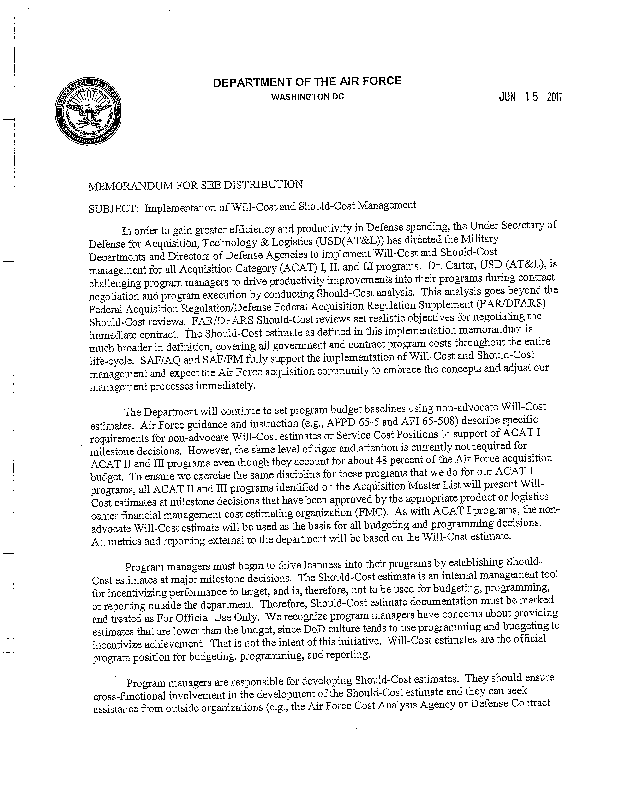 DEPARTMENT OF THE AIR FORCE
WASHINGTON DC
JUN 15 2011
MEMORANDUM FOR SEE DISTRIBUTION
SUBJECT: Implementation of Will-Cost and Should-Cost Management
In order to gain greater efficiency and productivity in Defense spending, the Under Secretary of
Defense for Acquisition, Technology & Logistics (USD(AT&L)) has directed the Military
Departments and Directors of Defense Agencies to implement Will-Cost and Should-Cost
management for all Acquisition Category (ACAT) I, II, and III programs. Dr. Carter, USD (AT&L), is
challenging program managers to drive productivity improvements into their programs during contract
negotiation and program execution by conducting Should-Cost analysis. This analysis goes beyond the
Federal Acquisition Regulation/Defense Federal Acquisition Regulation Supplement (FAR/DFARS)
Should-Cost reviews. FAR/DFARS Should-Cost reviews set realistic objectives for negotiating the
immediate contract. The Should-Cost estimate as defined in this implementation memorandum is
much broader in definition, covering all government and contract program costs throughout the entire
life-cycle. SAF/AQ and SAF/FM fully support the implementation of Will-Cost and Should-Cost
management and expect the Air Force acquisition community to embrace the concepts and adjust our
management processes immediately.
The Department will continue to set program budget baselines using non-advocate Will-Cost
estimates. Air Force guidance and instruction (e.g., AFPD 65-5 and AFI 65-508) describe specific
requirements for non-advocate Will-Cost estimates or Service Cost Positions in support of ACAT I
milestone decisions. However, the same level of rigor and attention is currently not required for
ACAT II and III programs even though they account for about 48 percent of the Air Force acquisition
budget. To ensure we exercise the same discipline for these programs that we do for our ACAT I
programs, all ACAT II and III programs identified on the Acquisition Master List will present Will-
Cost estimates at milestone decisions that have been approved by the appropriate product or logistics
center financial management cost estimating organization (FMC). As with ACAT I programs, the non-
advocate Will-Cost estimate will be used as the basis for all budgeting and programming decisions.
All metrics and reporting external to the department will be based on the Will-Cost estimate.
Program managers must begin to drive leanness into their programs by establishing Should-
Cost estimates at major milestone decisions. The Should-Cost estimate is an internal management tool
for incentivizing performance to target, and is, therefore, not to be used for budgeting, programming,
or reporting outside the department. Therefore, Should-Cost estimate documentation must be marked
and treated as For Official Use Only. We recognize program managers have concerns about providing
estimates that are lower than the budget, since DoD culture tends to use programming and budgeting to
incentivize achievement. That is not the intent of this initiative. Will-Cost estimates are the official
program position for budgeting, programming, and reporting.
Program managers are responsible for developing Should-Cost estimates. They should ensure
cross-functional involvement in the development of the Should-Cost estimate and they can seek
assistance from outside organizations (e.g., the Air Force Cost Analysis Agency or Defense Contract